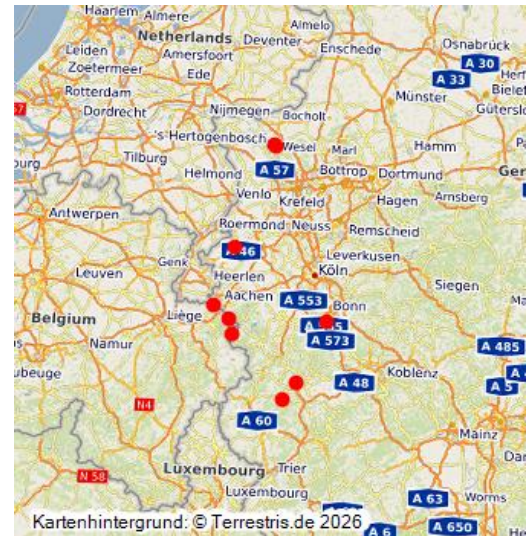 Haarlem
Almere
Almelo
Netherlands
Deventer
Osnabrück
Leiden
Amersfoort
Enschede
A 30
Zoetermeer
Ede
A 33
Rotterdam
Münster
Dordrecht
Nijmegen
Bocholt
's-Hertogenbosch
Wesel
Marl
Hamm
Tilburg
A 57
Bottrop
Dortmund
Helmond
Venlo
Krefeld
Hagen
Arnsberg
Antwerpen
Roermond
Neuss
Remscheid
Genk
A 46
Leverkusen
Leuven
Heerlen
Köln
Siegen
Aachen
A 553
Belgium
Liège
Bonn
Namur
A 573
A 485
Koblenz
A 48
N4
A 60
Mainz
N 58
Luxembourg
Trier
Luxembourg
A 63
Worms
A 6
A 650
Kartenhintergrund: © Terrestris.de 2026